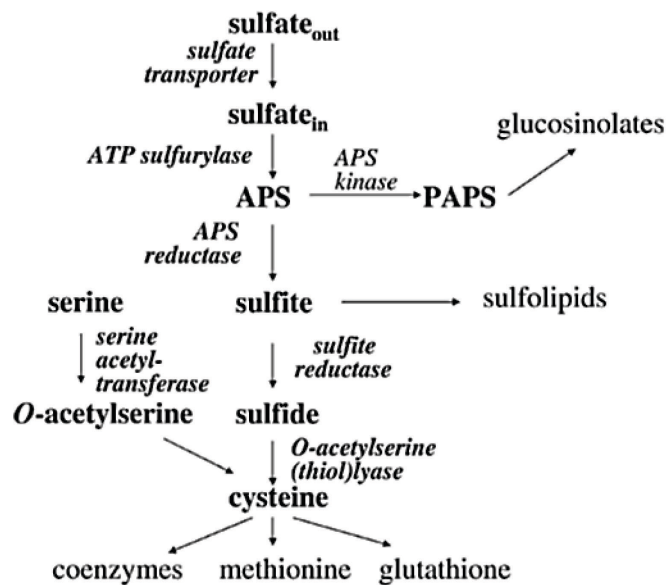 sulfate_out
sulfate
transporter
sulfate_in
glucosinolates
ATP sulfurylase
APS
kinase
APS
PAPS
APS
reductase
serine
sulfite
sulfolipids
serine
acetyl-
transferase
sulfite
reductase
O-acetylserine
sulfide
O-acetylserine
(thiol)lyase
cysteine
coenzymes
methionine
glutathione